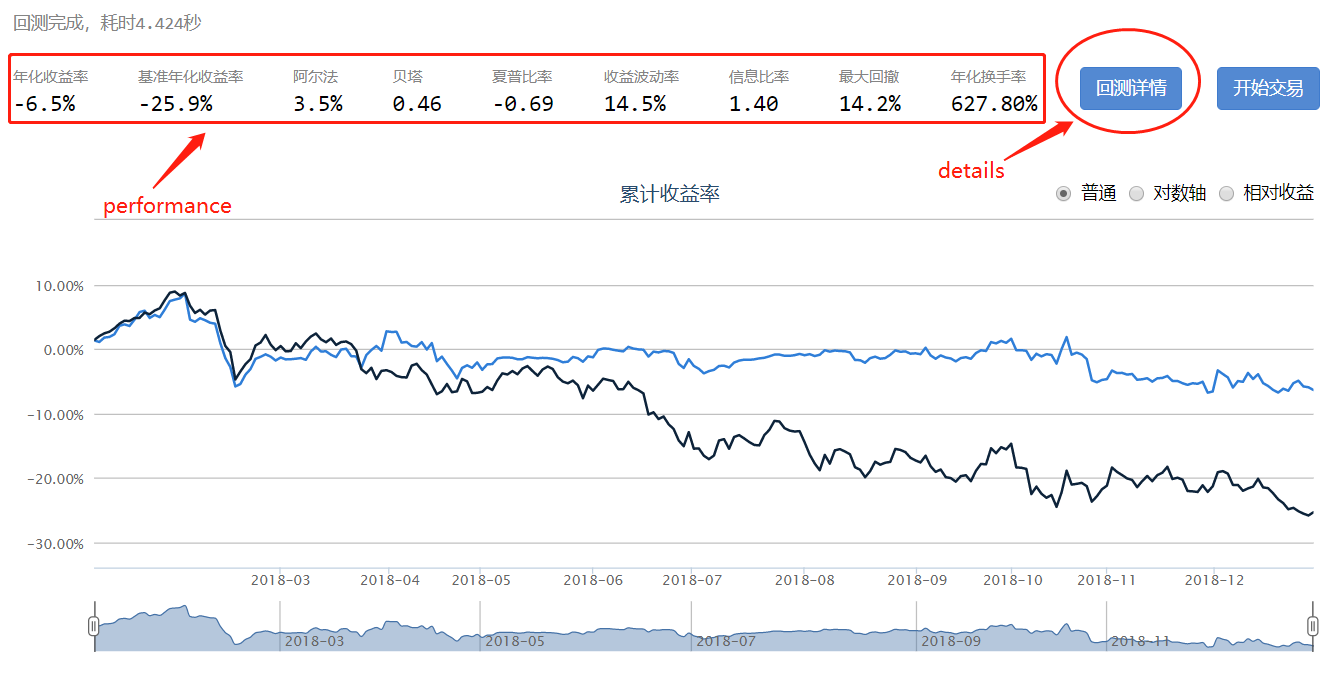 回测完成，耗时4.424秒
年化收益率 基准年化收益率 阿尔法 贝塔 夏普比率 收益波动率 信息比率 最大回撤 年化换手率
-6.5% -25.9% 3.5% 0.46 -0.69 14.5% 1.40 14.2% 627.80%
回测详情 开始交易
details
performance
累计收益率
普通 对数轴 相对收益
10.00%
0.00%
-10.00%
-20.00%
-30.00%
2018-03 2018-04 2018-05 2018-06 2018-07 2018-08 2018-09 2018-10 2018-11 2018-12
2018-03 2018-05 2018-07 2018-09 2018-11